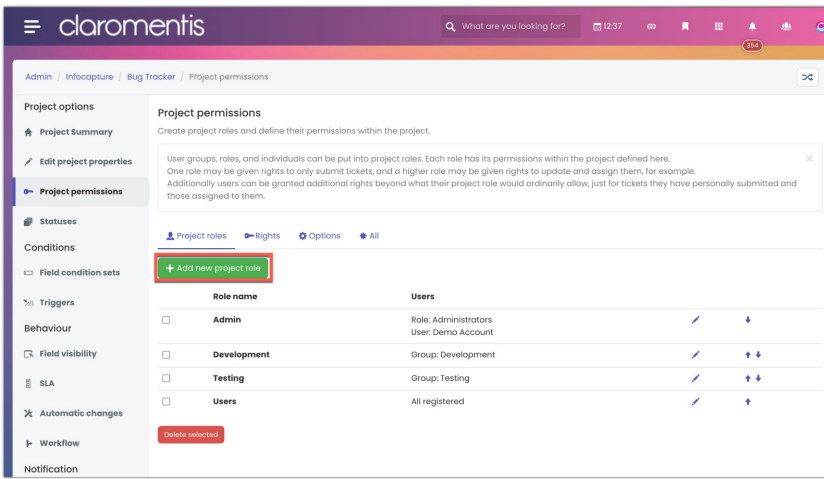 claromentis
What are you looking for?
12:37
354
Admin / Infocapture / Bug Tracker / Project permissions
Project options
Project Summary
Edit project properties
Project permissions
Statuses
Conditions
Field condition sets
Triggers
Behaviour
Field visibility
SLA
Automatic changes
Workflow
Notification
Project permissions
Create project roles and define their permissions within the project.
User groups, roles, and individuals can be put into project roles. Each role has its permissions within the project defined here.
One role may be given rights to only submit tickets, and a higher role may be given rights to update and assign them, for example.
Additionally users can be granted additional rights beyond what their project role would ordinarily allow, just for tickets they have personally submitted and
those assigned to them.
Project roles Rights Options All
+ Add new project role
Role name Users
Admin Role: Administrators
User: Demo Account
Development Group: Development
Testing Group: Testing
Users All registered
Delete selected